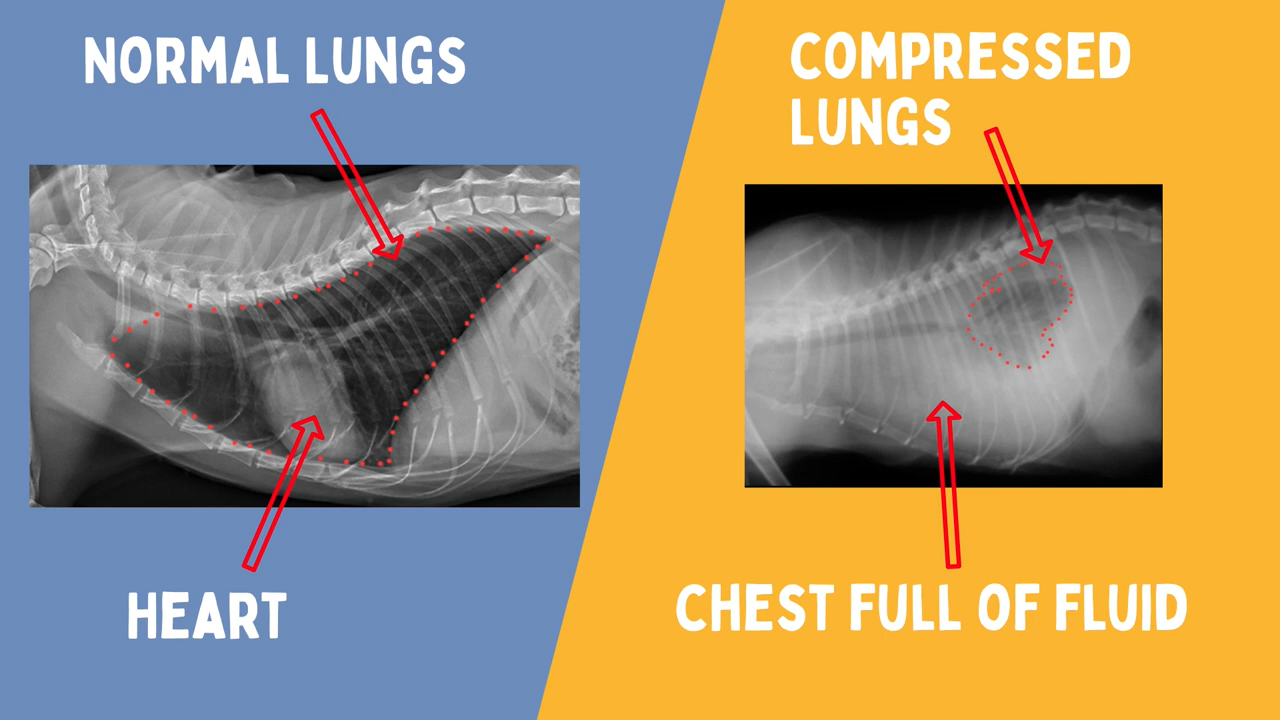 NORMAL LUNGS
HEART
COMPRESSED
LUNGS
CHEST FULL OF FLUID